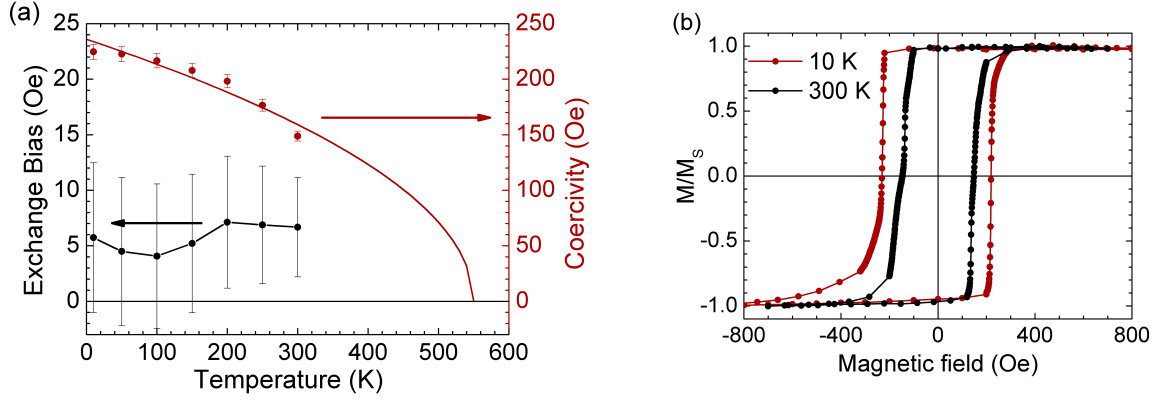 (a)
25
20
15
10
5
0
Exchange Bias (Oe)
250
200
150
100
50
0
Coercivity (Oe)
0 100 200 300 400 500 600
Temperature (K)
(b)
1.0
0.5
0.0
-0.5
-1.0
M/M_S
10 K
300 K
-800 -400 0 400 800
Magnetic field (Oe)